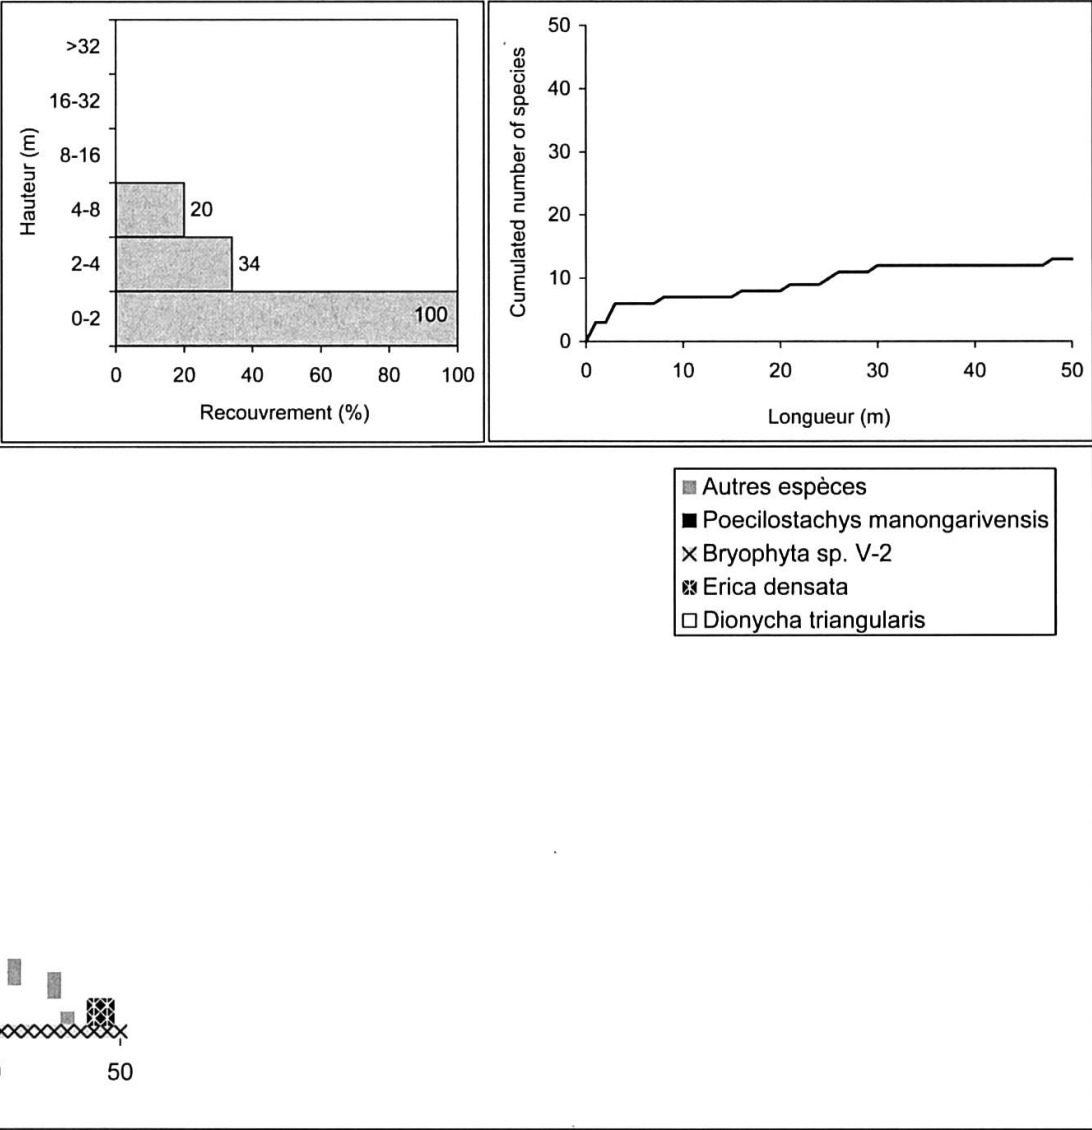 Hauteur (m)
>32
16-32
8-16
4-8
2-4
0-2
20
34
100
0 20 40 60 80 100
Recouvrement (%)
Cumulated number of species
50
40
30
20
10
0
0 10 20 30 40 50
Longueur (m)
Autres espèces
Poecilostachys manongarivensis
Bryophyta sp. V-2
Erica densata
Dionycha triangularis
50